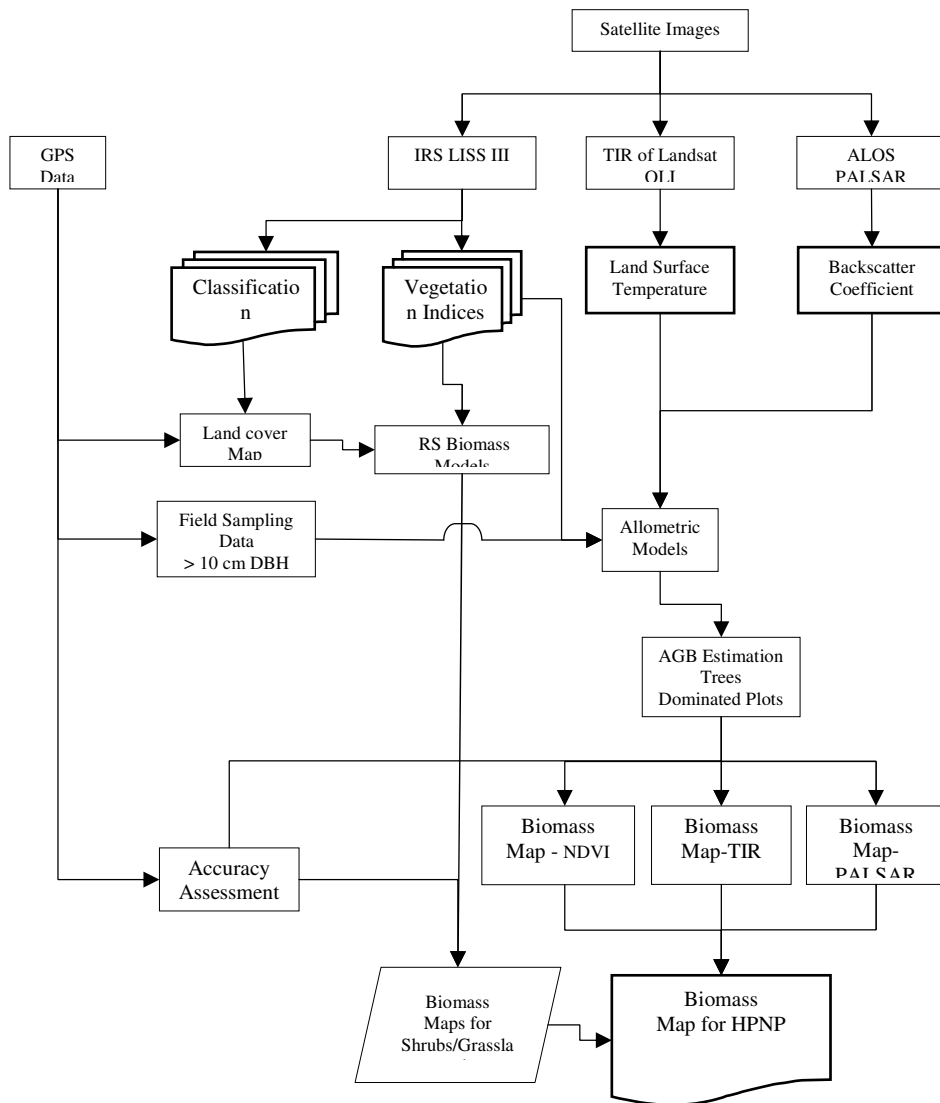 Satellite Images
GPS
Data
IRS LISS III
TIR of Landsat
OLI
ALOS
PALSAR
Classificatio
n
Vegetatio
n Indices
Land Surface
Temperature
Backscatter
Coefficient
Land cover
Map
RS Biomass
Models
Field Sampling
Data
> 10 cm DBH
Allometric
Models
AGB Estimation
Trees
Dominated Plots
Biomass
Map - NDVI
Biomass
Map-TIR
Biomass
Map-
PALSAR
Accuracy
Assessment
Biomass
Maps for
Shrubs/Grassla
Biomass
Map for HPNP